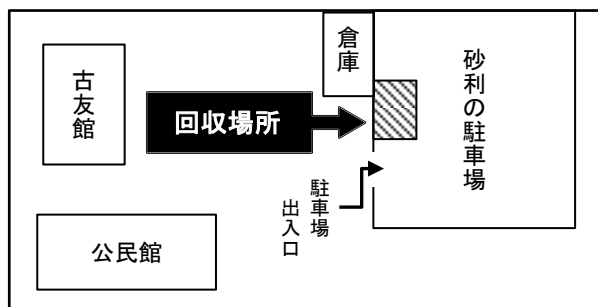 倉庫
砂利の駐車場
古友館
回収場所
駐車場
出入口
公民館